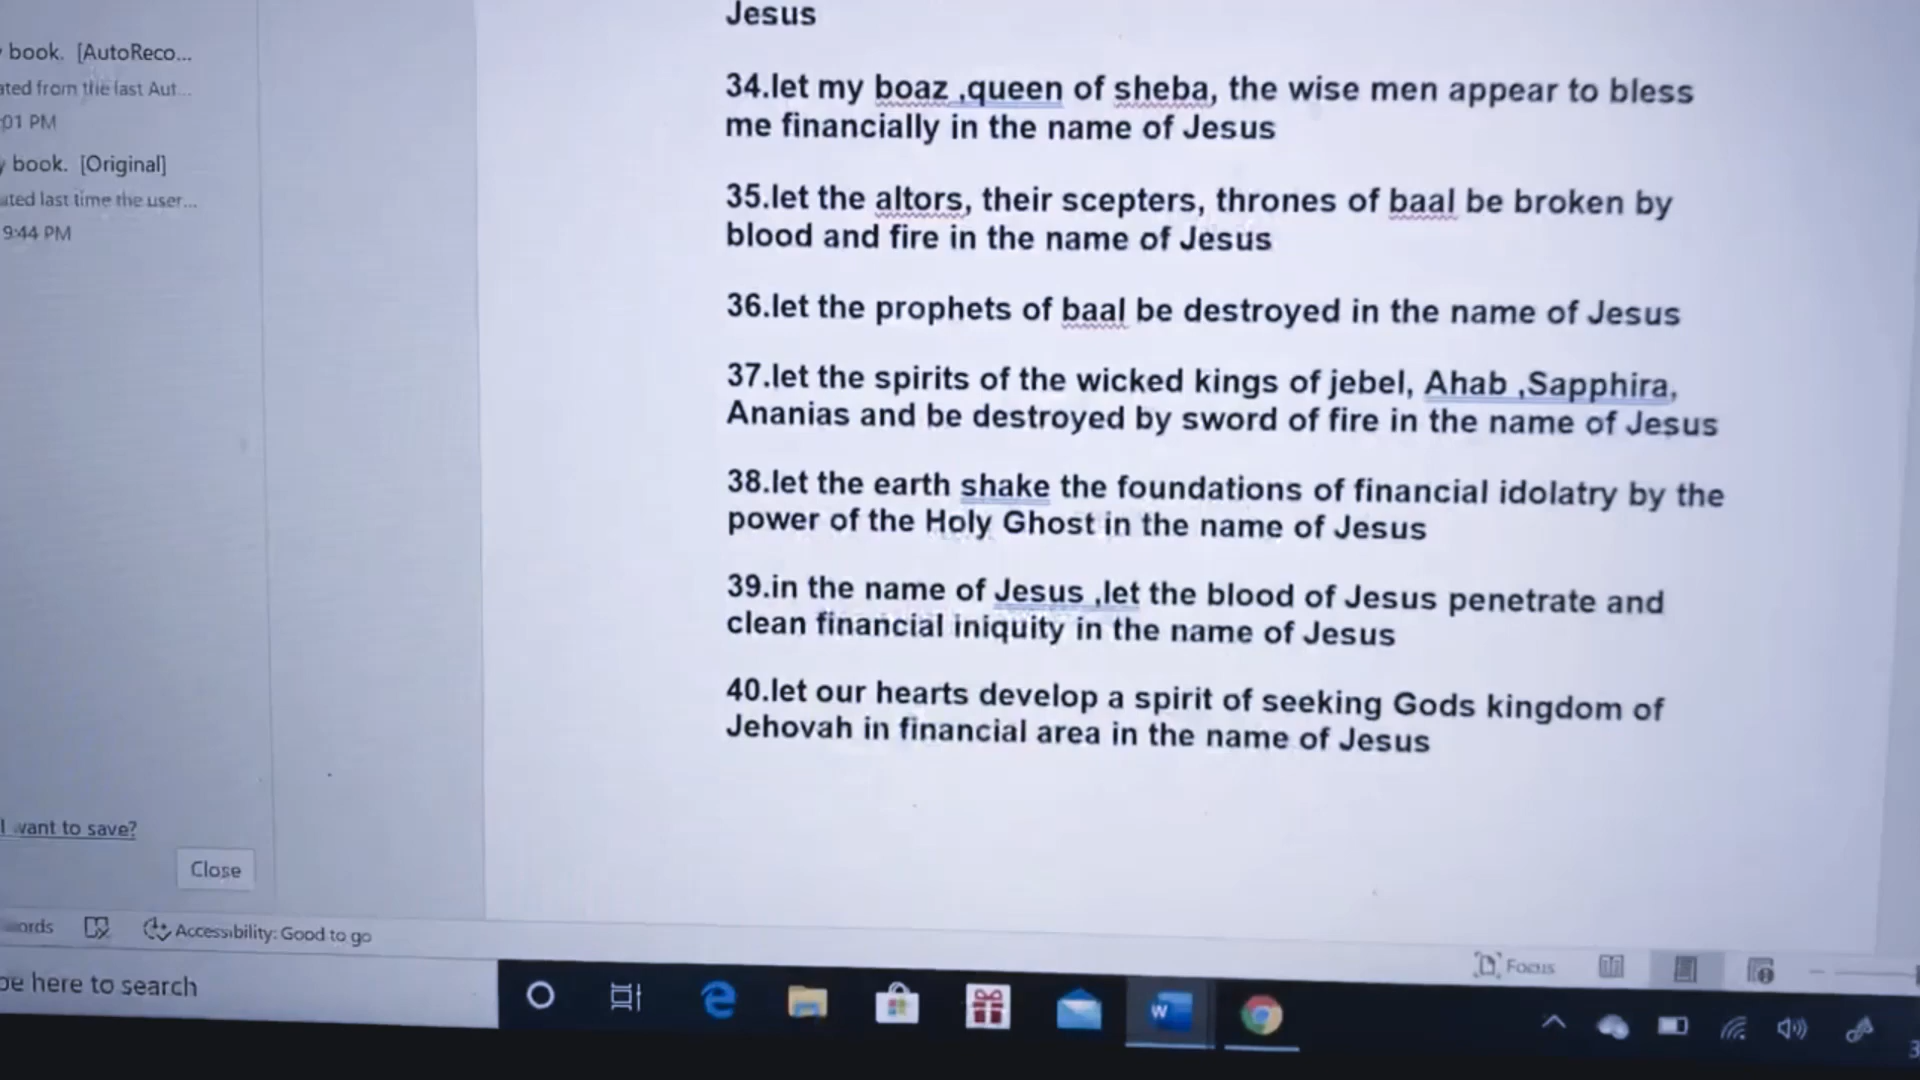 Jesus
book. [AutoReco...
ated from the last Aut...
:01 PM
book. [Original]
ated last time the user...
9:44 PM
34.let my boaz ,queen of sheba, the wise men appear to bless
me financially in the name of Jesus
35.let the altors, their scepters, thrones of baal be broken by
blood and fire in the name of Jesus
36.let the prophets of baal be destroyed in the name of Jesus
37.let the spirits of the wicked kings of jebel, Ahab ,Sapphira,
Ananias and be destroyed by sword of fire in the name of Jesus
38.let the earth shake the foundations of financial idolatry by the
power of the Holy Ghost in the name of Jesus
39.in the name of Jesus ,let the blood of Jesus penetrate and
clean financial iniquity in the name of Jesus
40.let our hearts develop a spirit of seeking Gods kingdom of
Jehovah in financial area in the name of Jesus
I want to save?
Close
words
Accessibility: Good to go
Focus
pe here to search
W
3